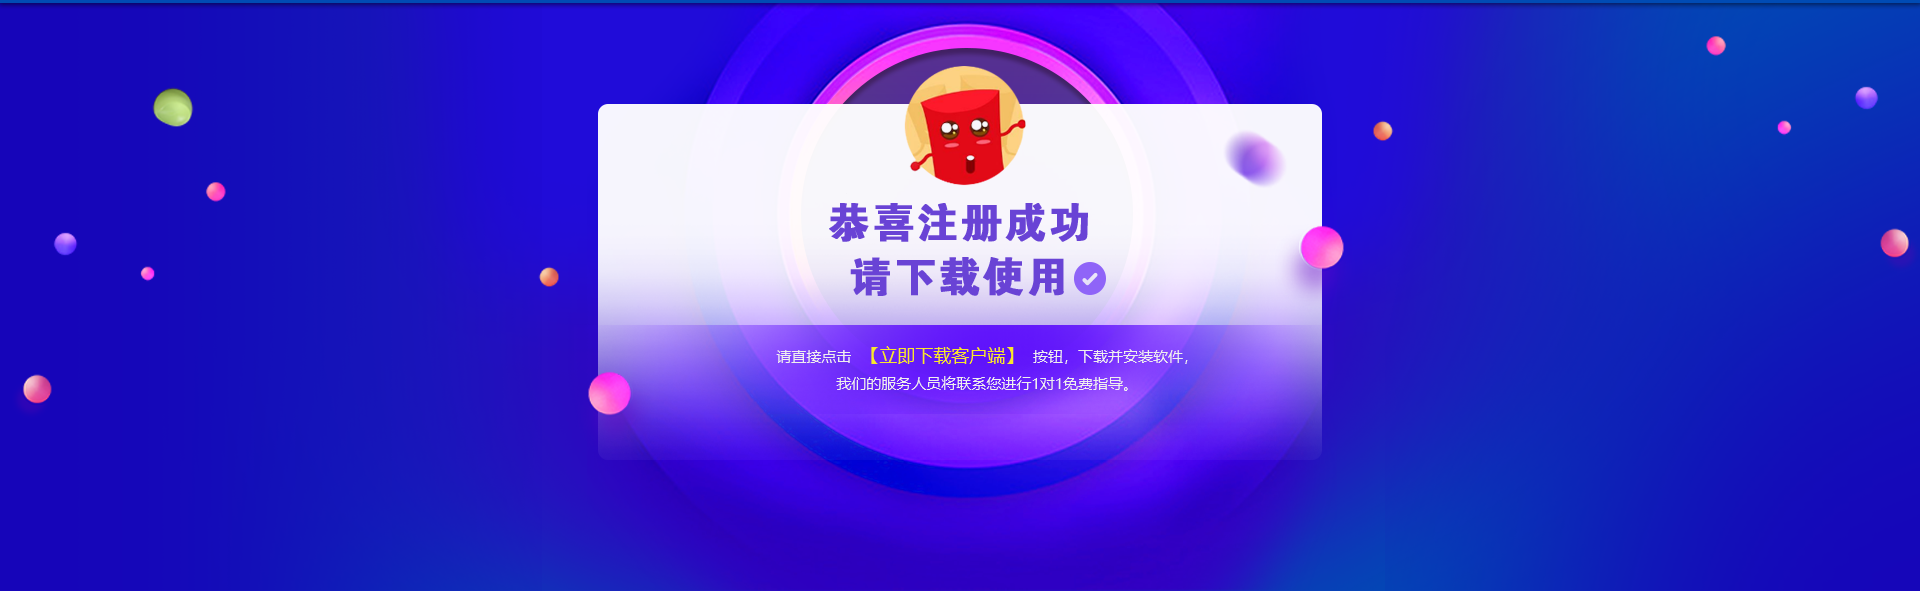 恭喜注册成功
请下载使用
请直接点击 【立即下载客户端】 按钮，下载并安装软件，
我们的服务人员将联系您进行1对1免费指导。